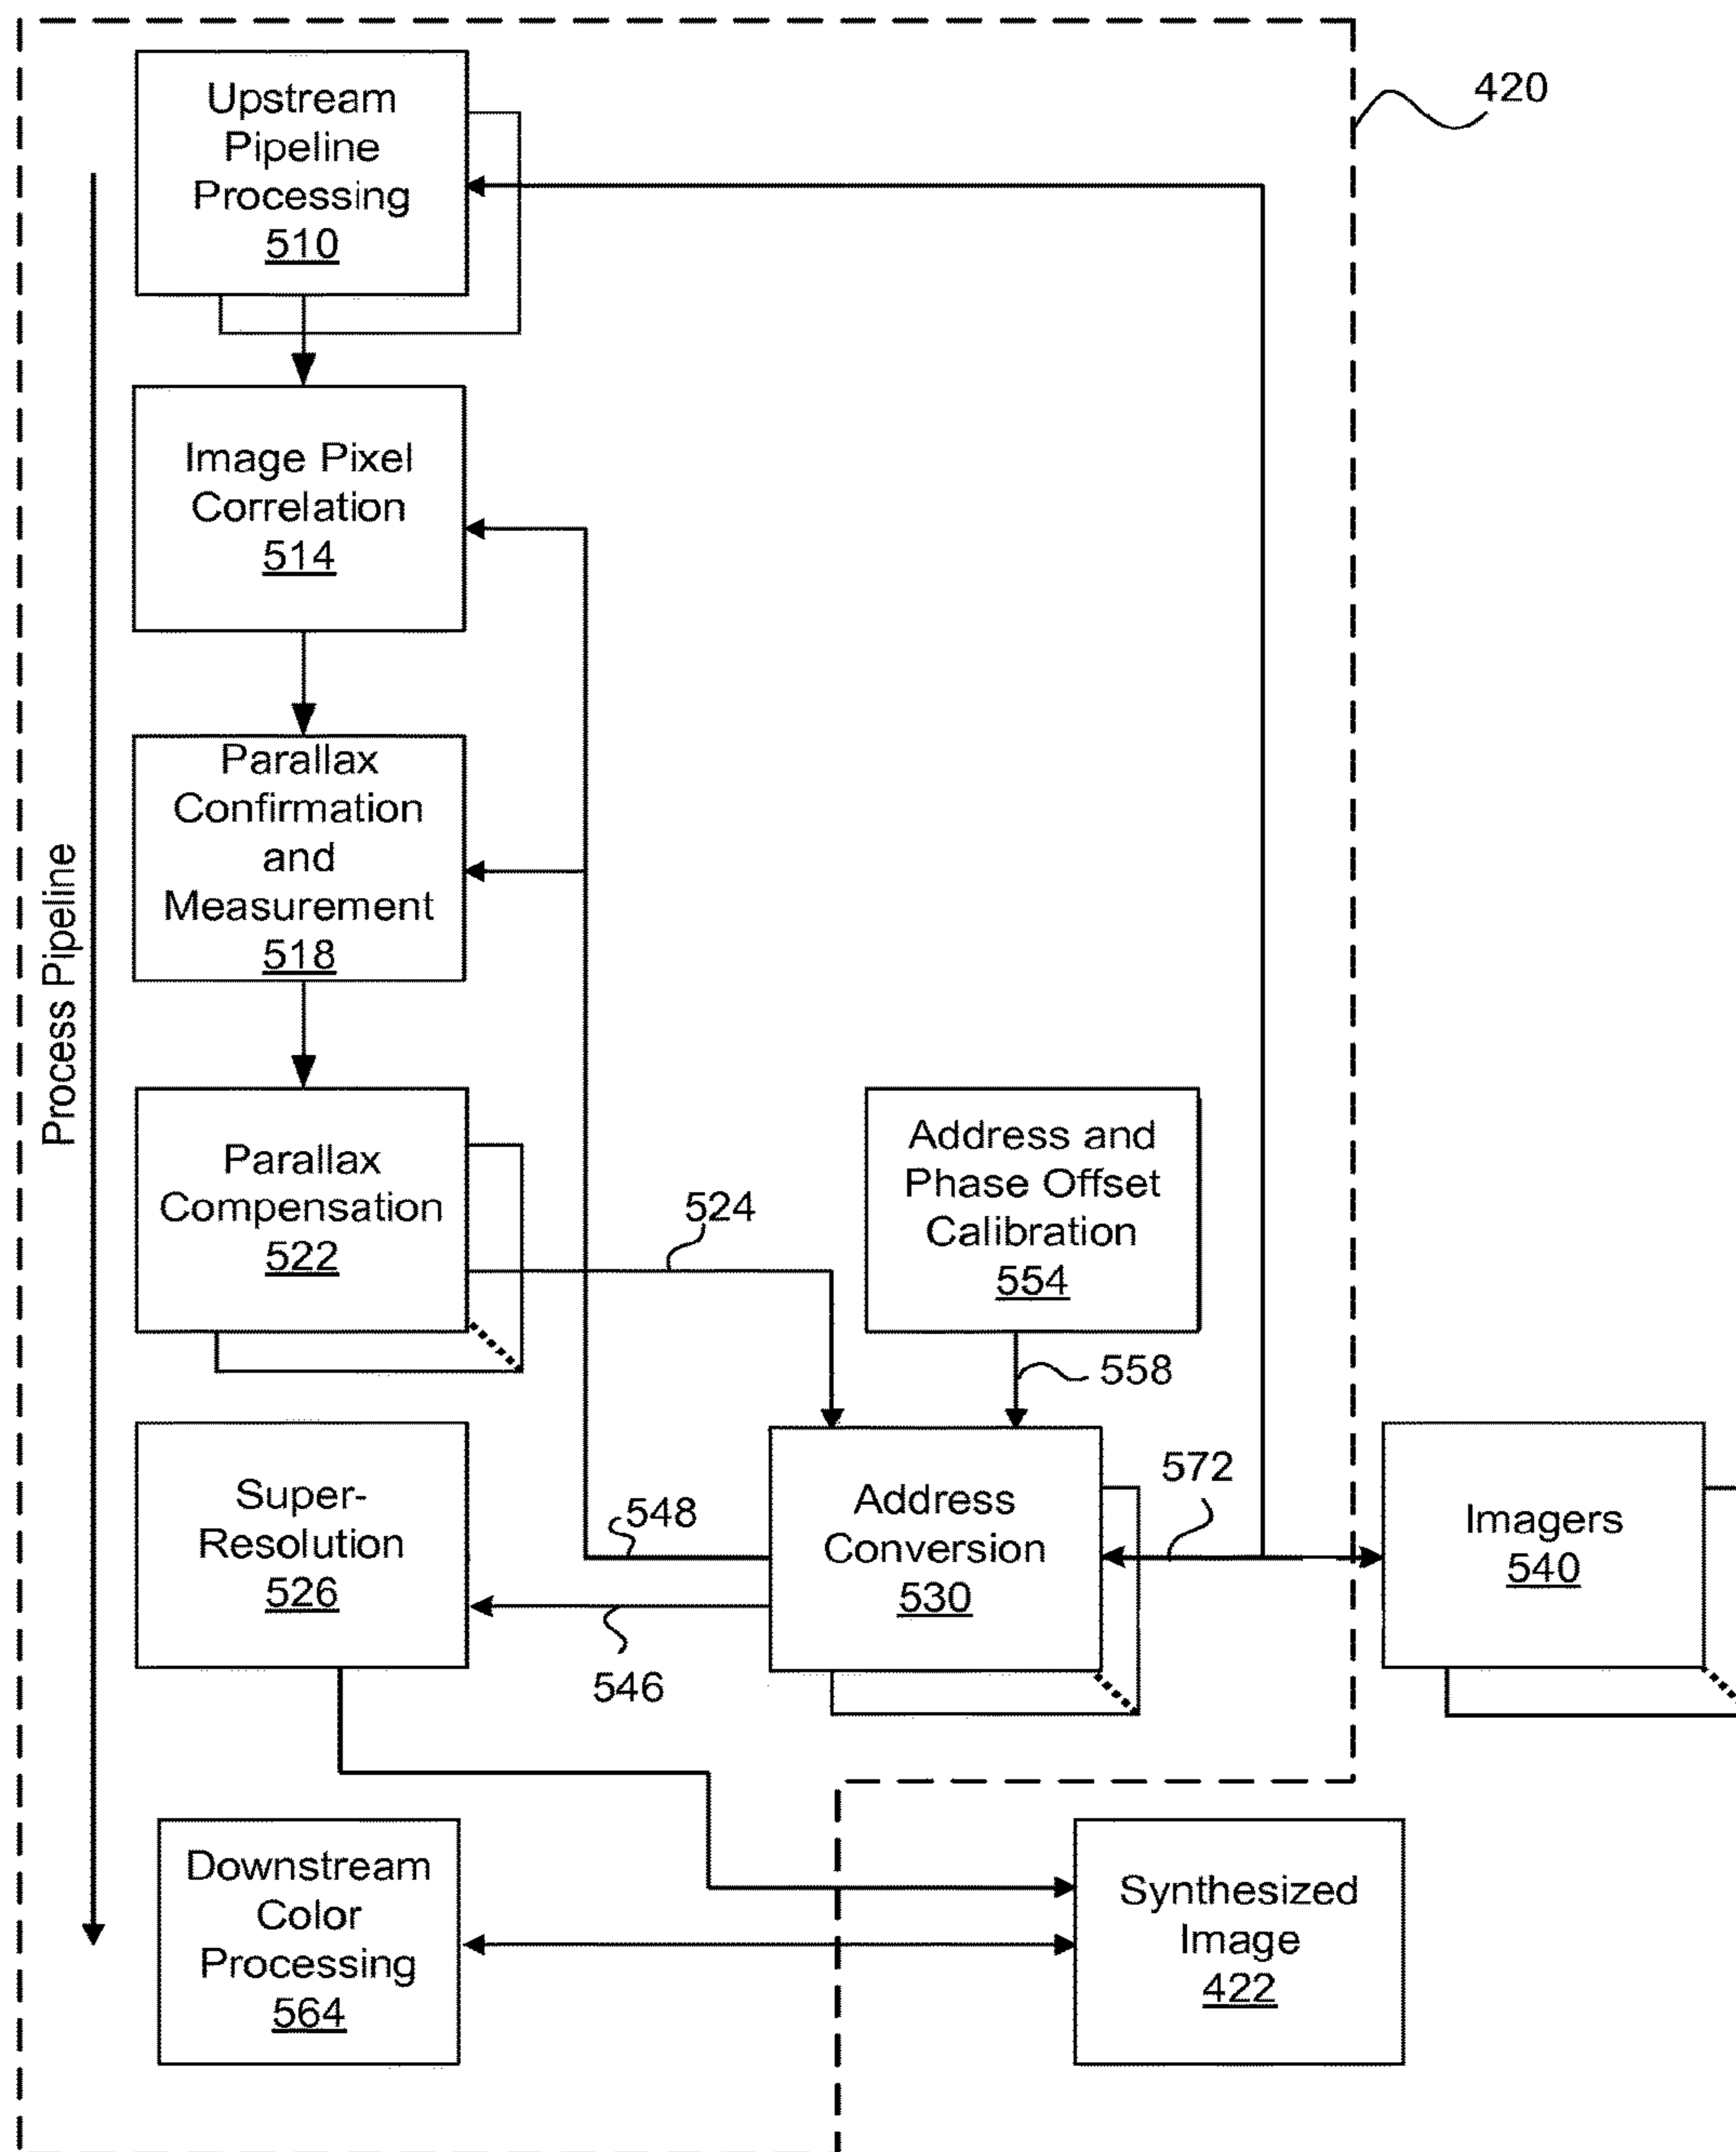 420
Upstream
Pipeline
Processing
510
Image Pixel
Correlation
514
Process Pipeline
Parallax
Confirmation
and
Measurement
518
Parallax
Compensation
522
524
Address and
Phase Offset
Calibration
554
558
Super-
Resolution
526
548
546
Address
Conversion
530
572
Imagers
540
Downstream
Color
Processing
564
Synthesized
Image
422